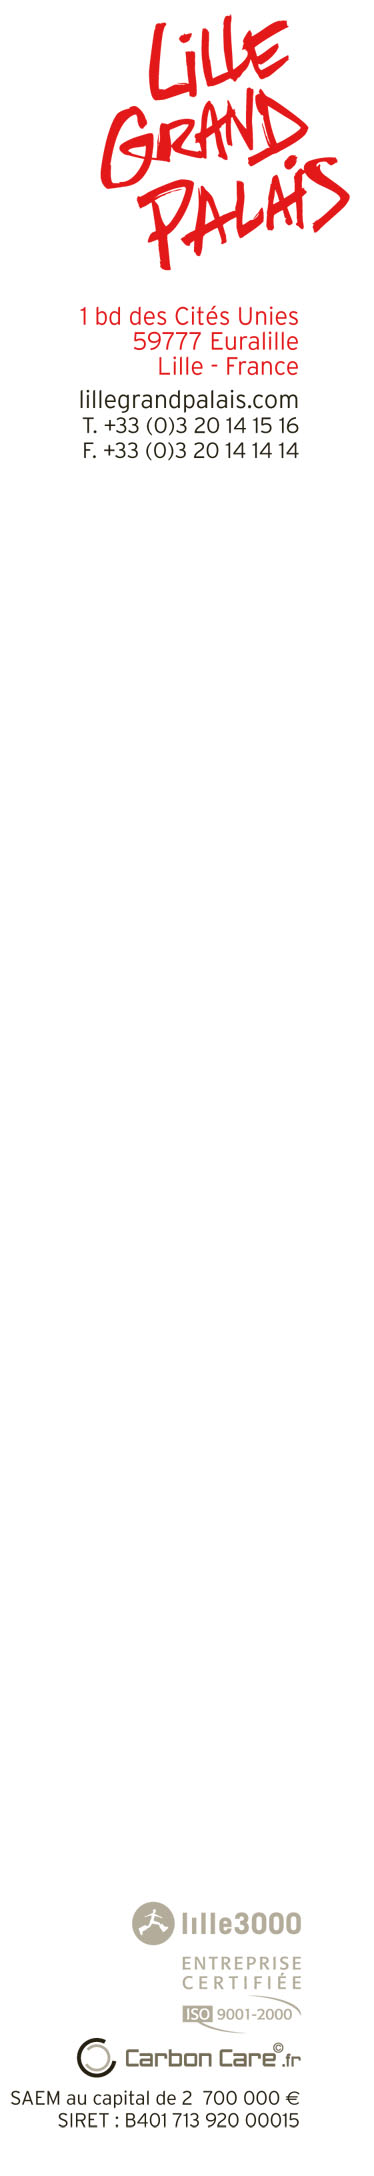 LiLLE
GRAND
PALAiS
1 bd des Cités Unies
59777 Euralille
Lille - France
lillegrandpalais.com
T. +33 (0)3 20 14 15 16
F. +33 (0)3 20 14 14 14
lille3000
ENTREPRISE
CERTIFIÉE
ISO 9001-2000
Carbon Care©.fr
SAEM au capital de 2 700 000 €
SIRET : B401 713 920 00015